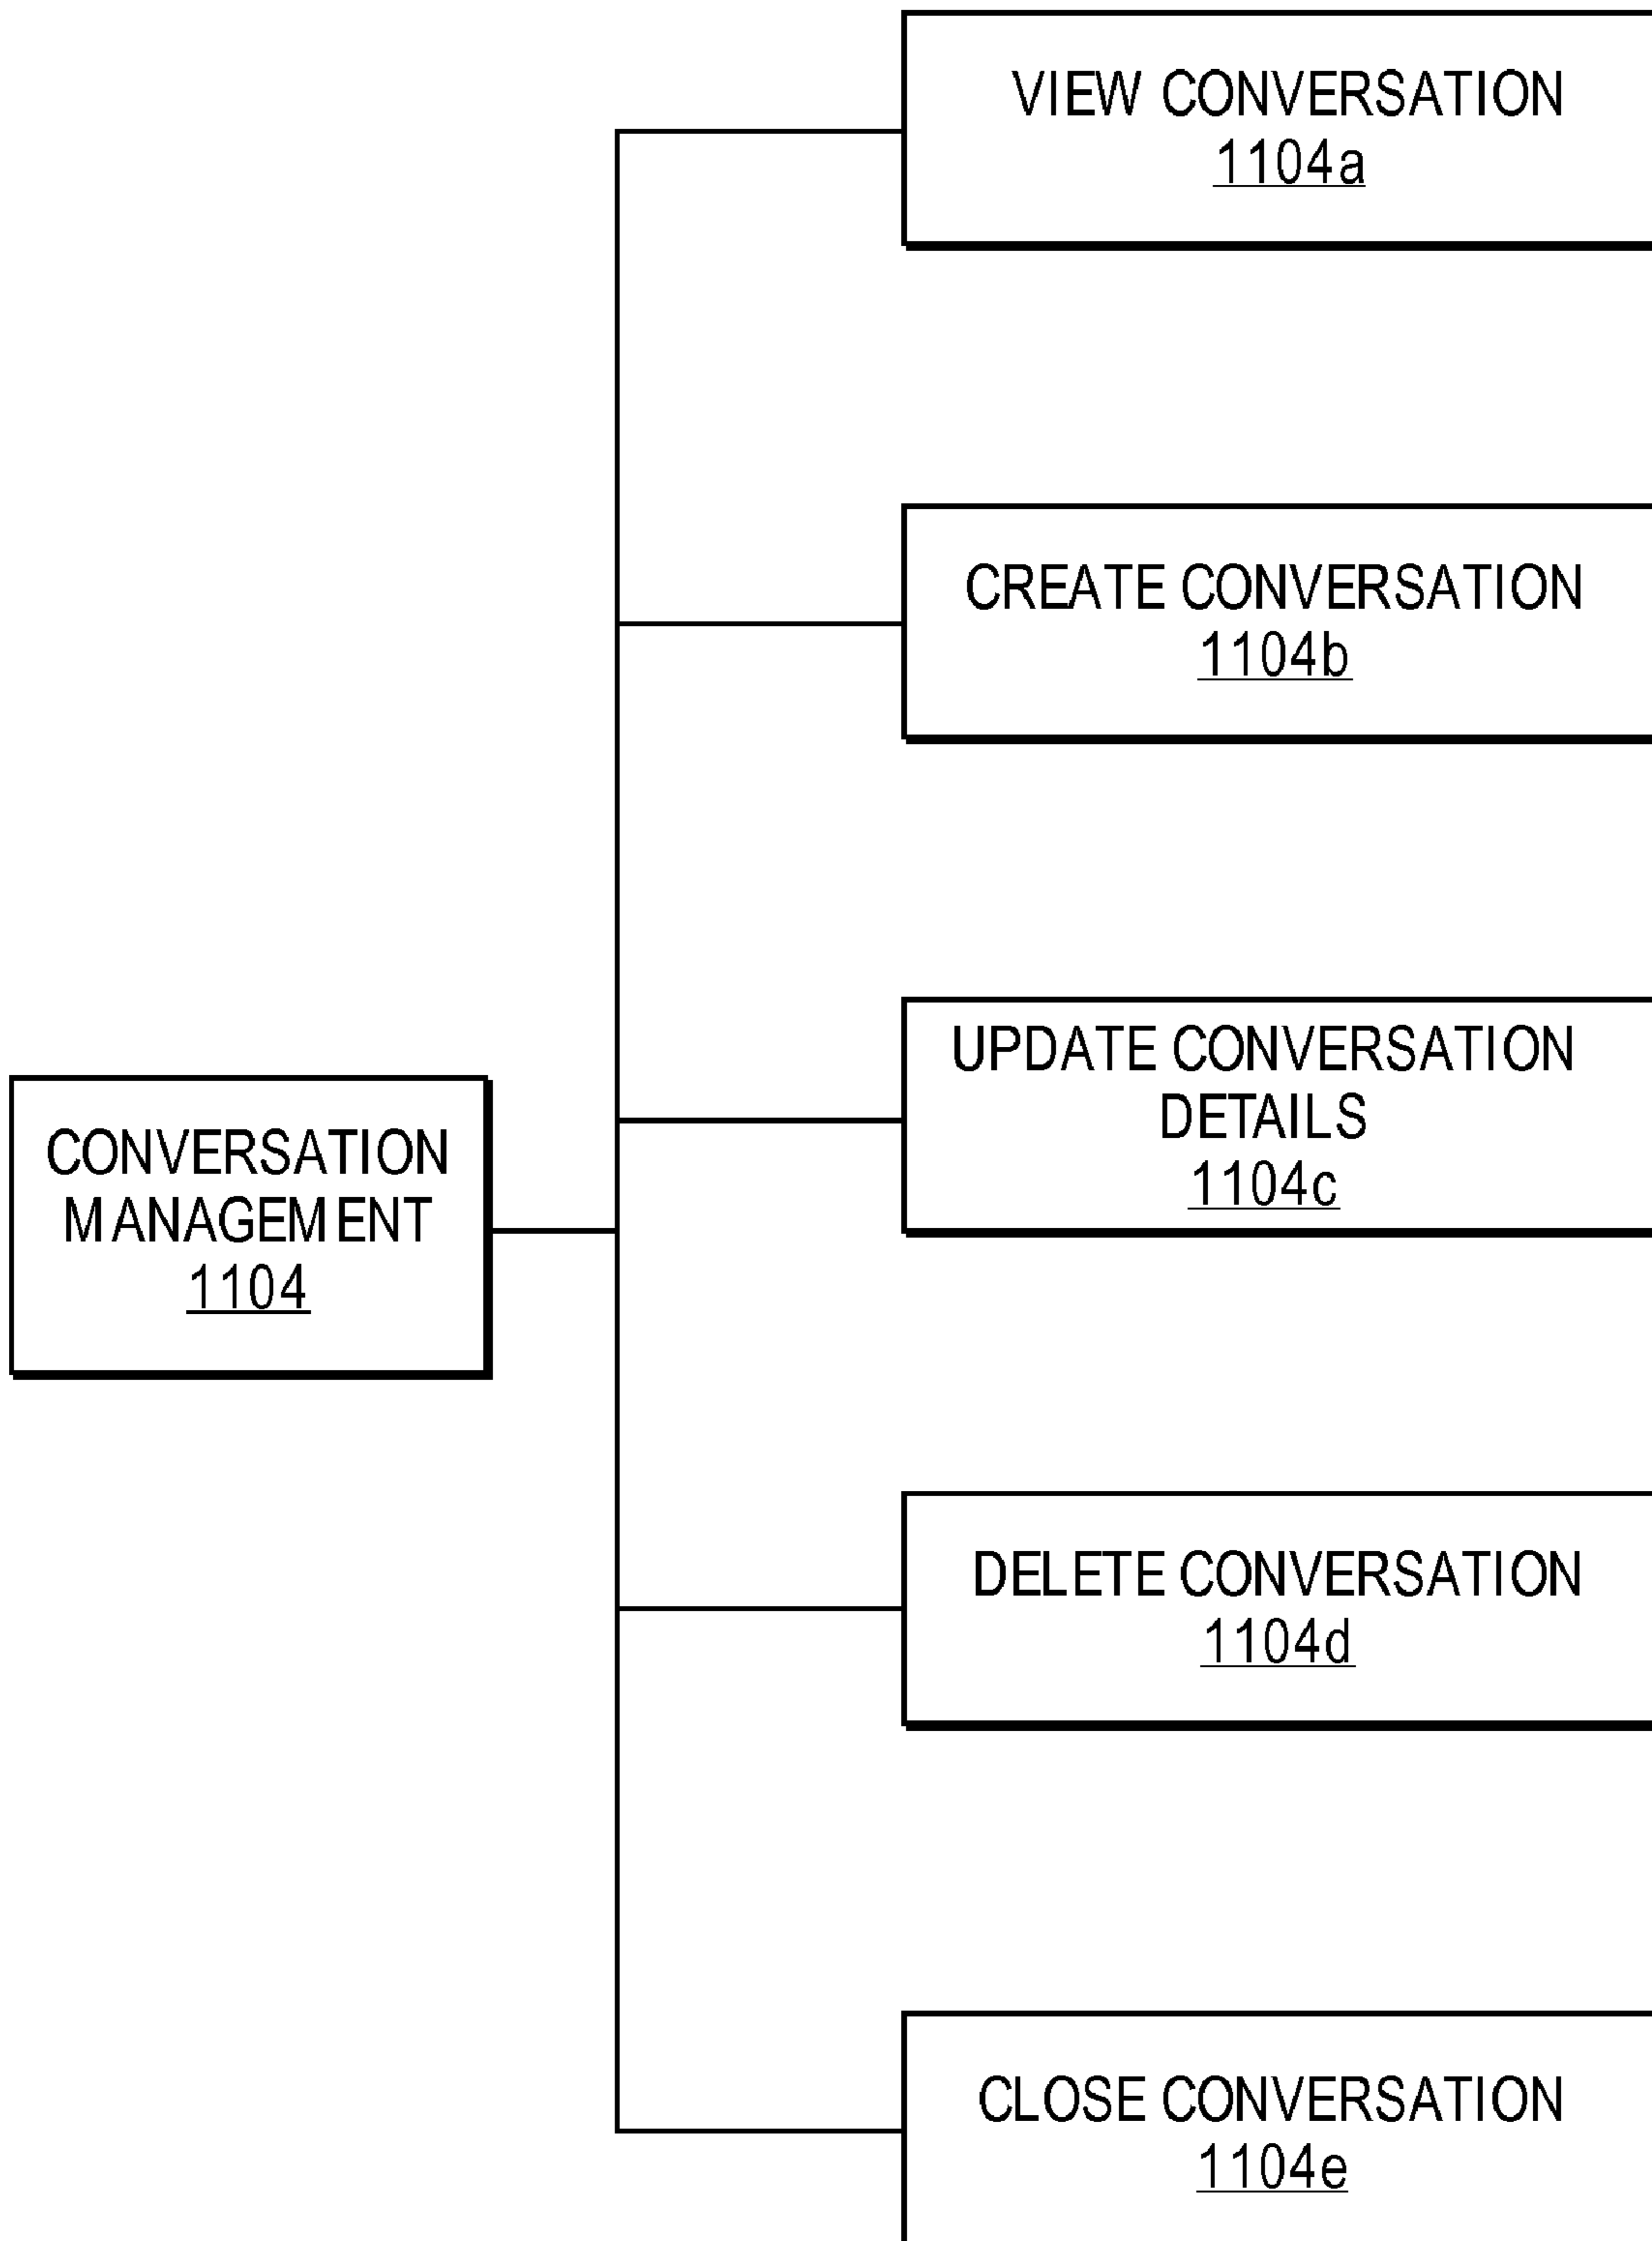 VIEW CONVERSATION
1104a
CREATE CONVERSATION
1104b
UPDATE CONVERSATION
DETAILS
1104c
CONVERSATION
MANAGEMENT
1104
DELETE CONVERSATION
1104d
CLOSE CONVERSATION
1104e